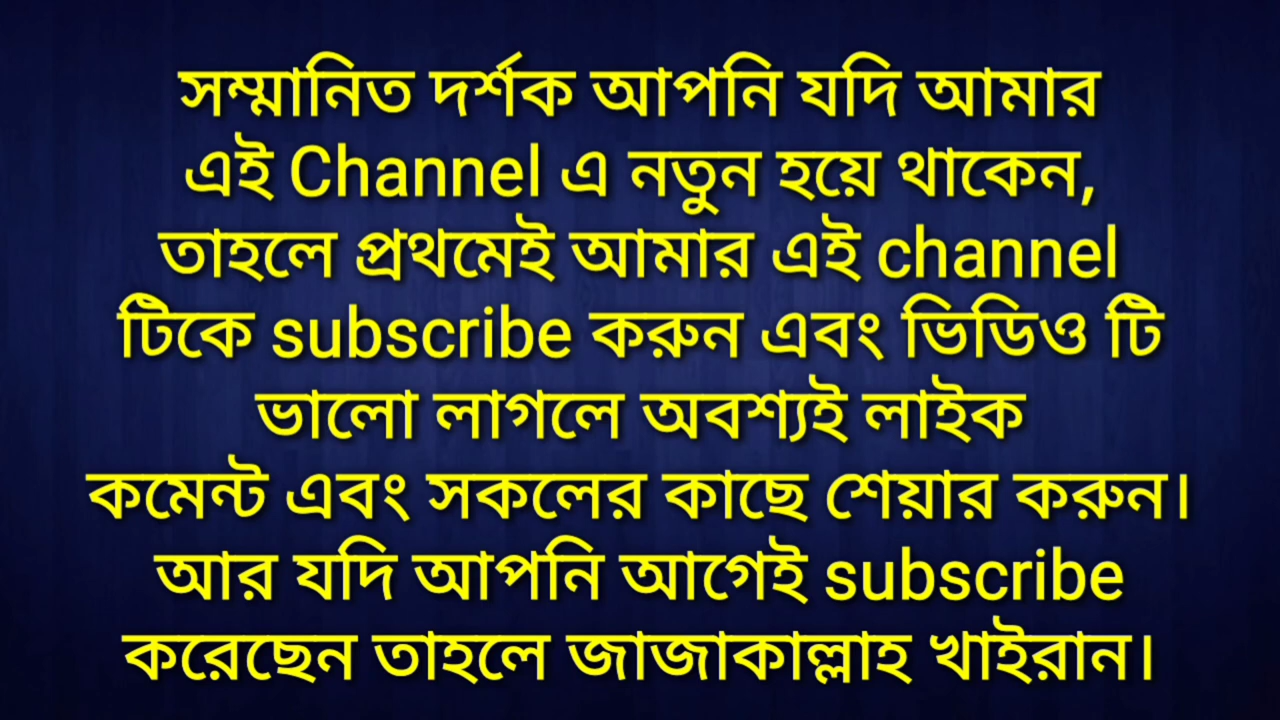 সম্মানিত দর্শক আপনি যদি আমার
এই Channel এ নতুন হয়ে থাকেন,
তাহলে প্রথমেই আমার এই channel
টিকে subscribe করুন এবং ভিডিও টি
ভালো লাগলে অবশ্যই লাইক
কমেন্ট এবং সকলের কাছে শেয়ার করুন।
আর যদি আপনি আগেই subscribe
করেছেন তাহলে জাজাকাল্লাহ খাইরান।